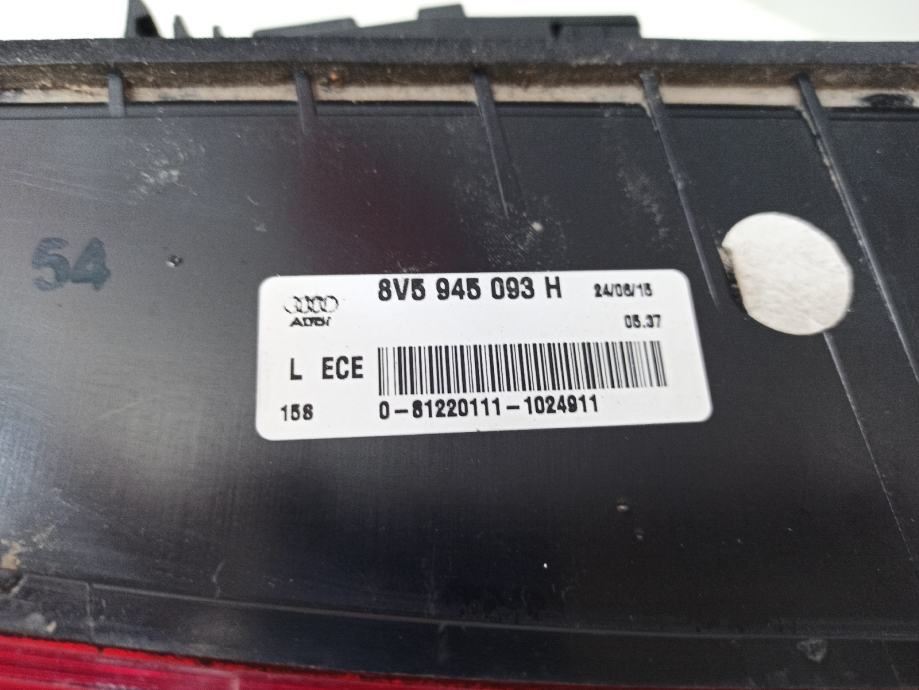 54
8V5 945 093 H 24/06/15
Audi 05.37
L ECE
158 0-81220111-1024911